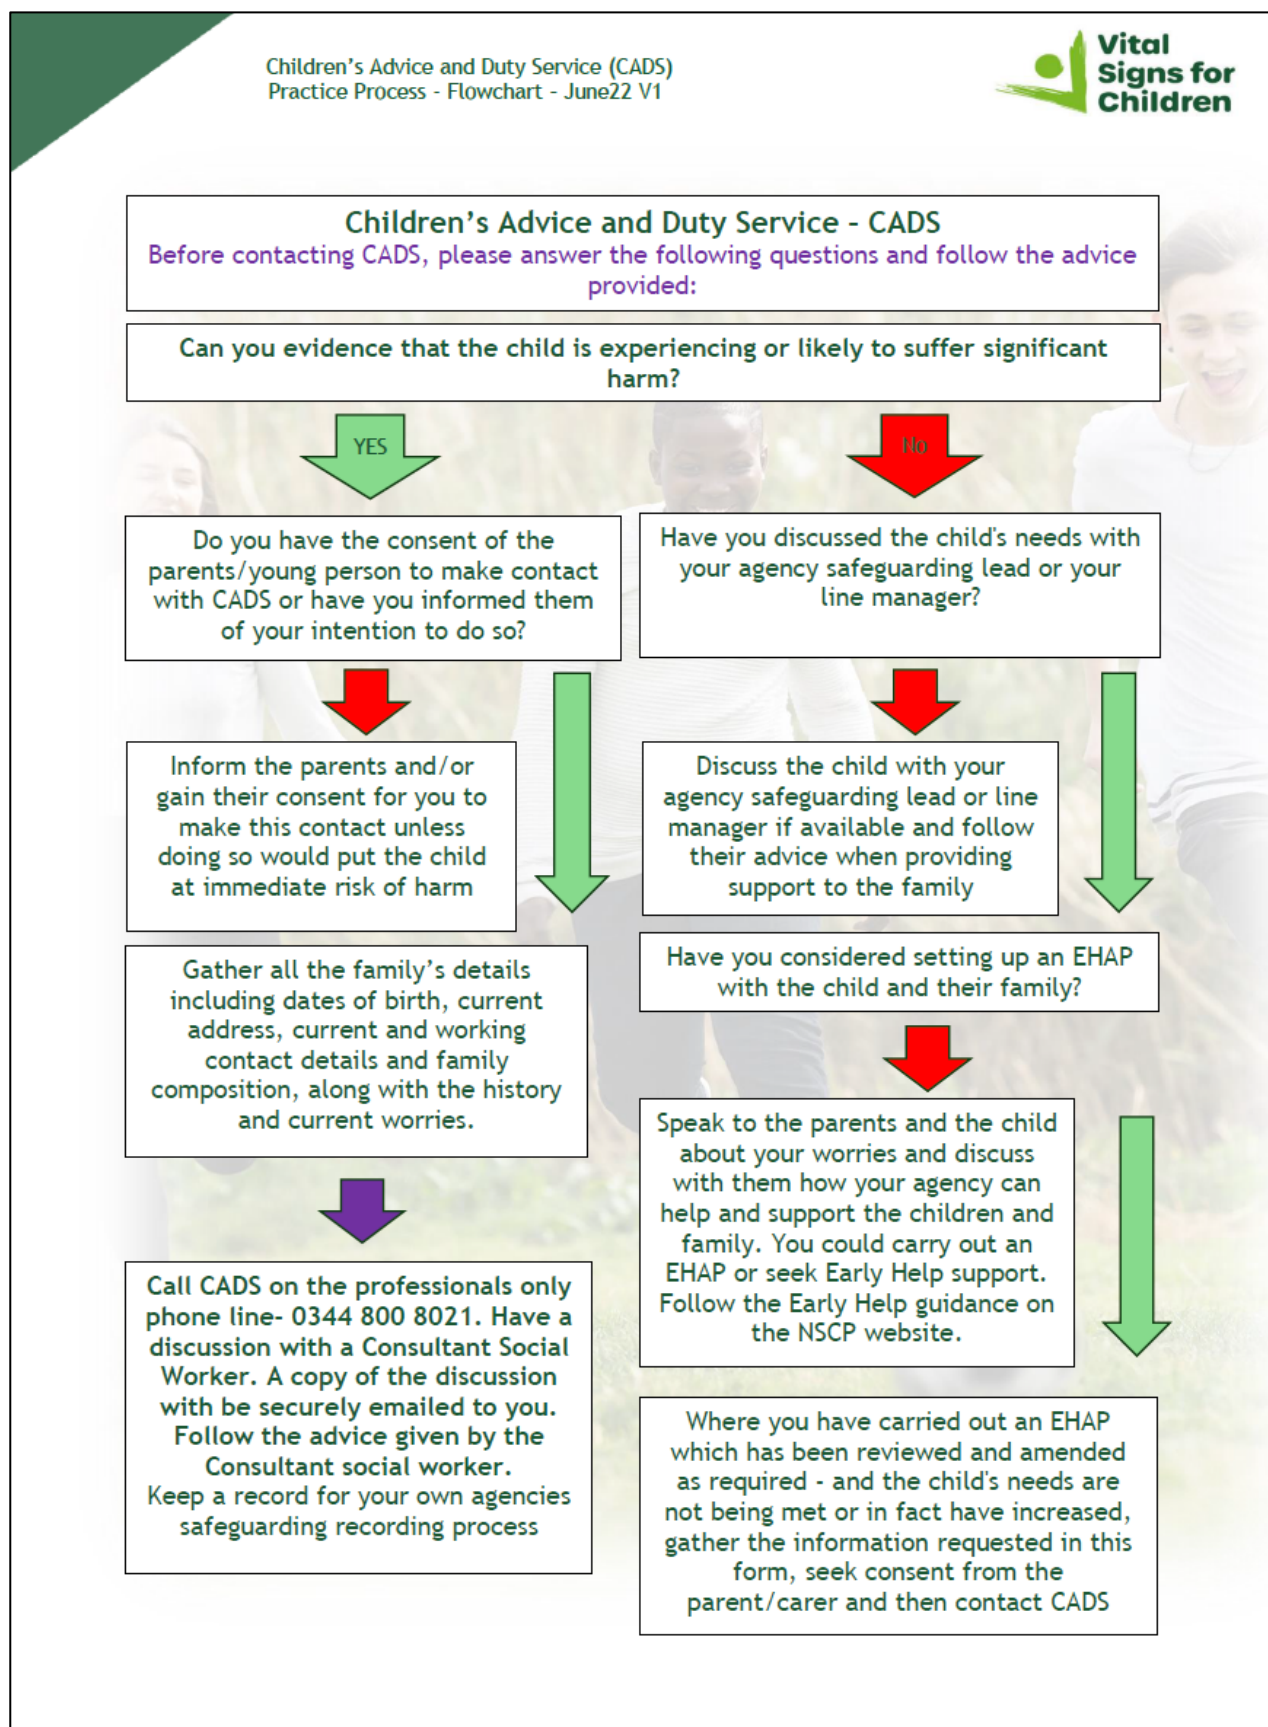 Children's Advice and Duty Service (CADS)
Practice Process - Flowchart - June22 V1
Vital
Signs for
Children
Children's Advice and Duty Service – CADS
Before contacting CADS, please answer the following questions and follow the advice
provided:
Can you evidence that the child is experiencing or likely to suffer significant
harm?
YES
No
Do you have the consent of the
parents/young person to make contact
with CADS or have you informed them
of your intention to do so?
Have you discussed the child's needs with
your agency safeguarding lead or your
line manager?
Inform the parents and/or
gain their consent for you to
make this contact unless
doing so would put the child
at immediate risk of harm
Discuss the child with your
agency safeguarding lead or line
manager if available and follow
their advice when providing
support to the family
Gather all the family's details
including dates of birth, current
address, current and working
contact details and family
composition, along with the history
and current worries.
Have you considered setting up an EHAP
with the child and their family?
Speak to the parents and the child
about your worries and discuss
with them how your agency can
help and support the children and
family. You could carry out an
EHAP or seek Early Help support.
Follow the Early Help guidance on
the NSCP website.
Call CADS on the professionals only
phone line- 0344 800 8021. Have a
discussion with a Consultant Social
Worker. A copy of the discussion
with be securely emailed to you.
Follow the advice given by the
Consultant social worker.
Keep a record for your own agencies
safeguarding recording process
Where you have carried out an EHAP
which has been reviewed and amended
as required - and the child's needs are
not being met or in fact have increased,
gather the information requested in this
form, seek consent from the
parent/carer and then contact CADS